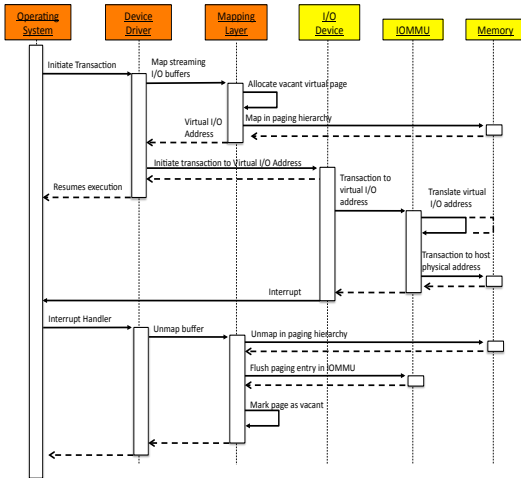 Operating
System
Device
Driver
Mapping
Layer
I/O
Device
IOMMU
Memory
Initiate Transaction
Map streaming
I/O buffers
Allocate vacant virtual page
Map in paging hierarchy
Virtual I/O
Address
Initiate transaction to Virtual I/O Address
Resumes execution
Transaction to
virtual I/O
address
Translate virtual
I/O address
Transaction to host
physical address
Interrupt
Interrupt Handler
Unmap buffer
Unmap in paging hierarchy
Flush paging entry in IOMMU
Mark page as vacant